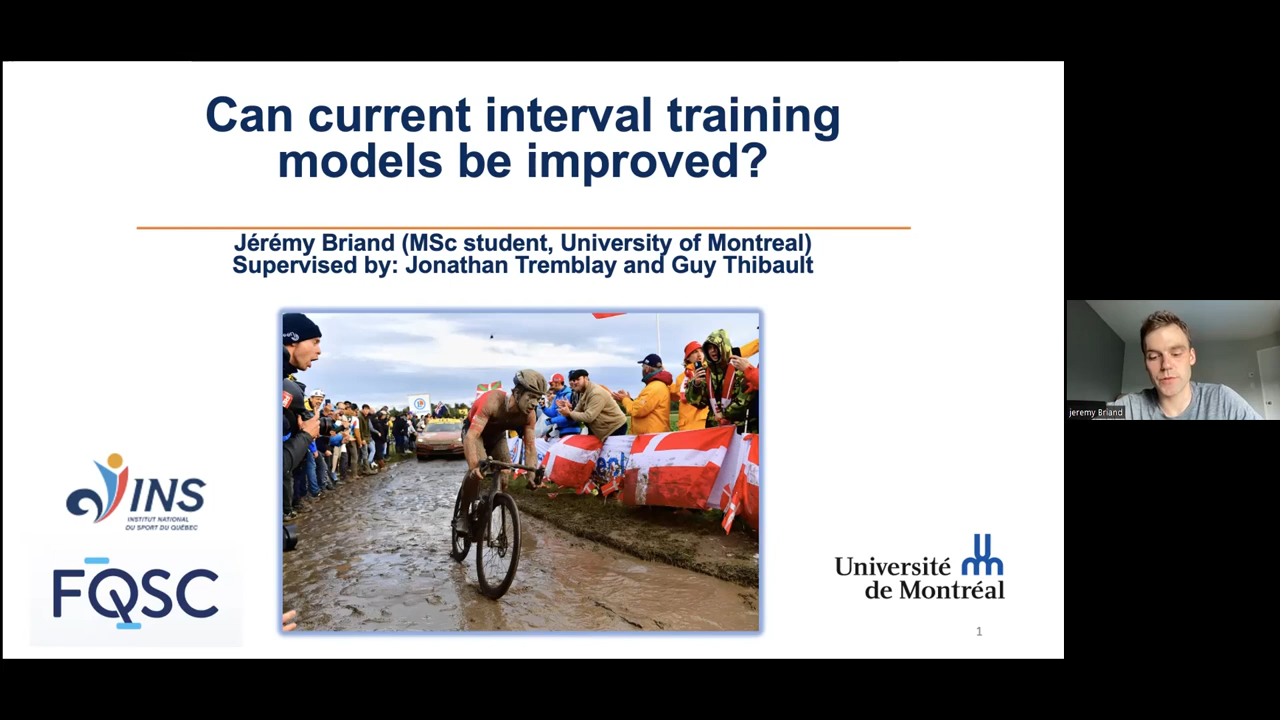 Can current interval training
models be improved?
Jérémy Briand (MSc student, University of Montreal)
Supervised by: Jonathan Tremblay and Guy Thibault
jeremy Briand
INS
INSTITUT NATIONAL
DU SPORT DU QUÉBEC
FQSC
Université
de Montréal
1